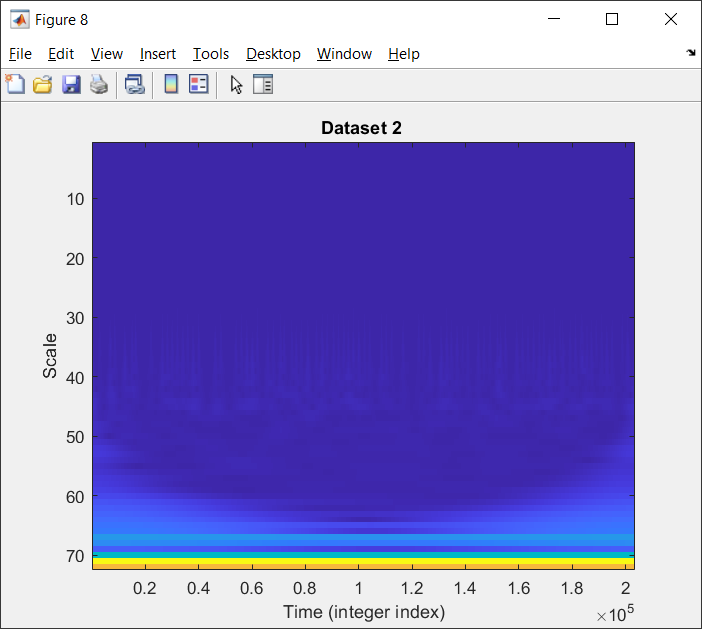 Figure 8
File Edit View Insert Tools Desktop Window Help
Dataset 2
10
20
30
40
50
60
70
Scale
0.2 0.4 0.6 0.8 1 1.2 1.4 1.6 1.8 2
Time (integer index)
×10⁵